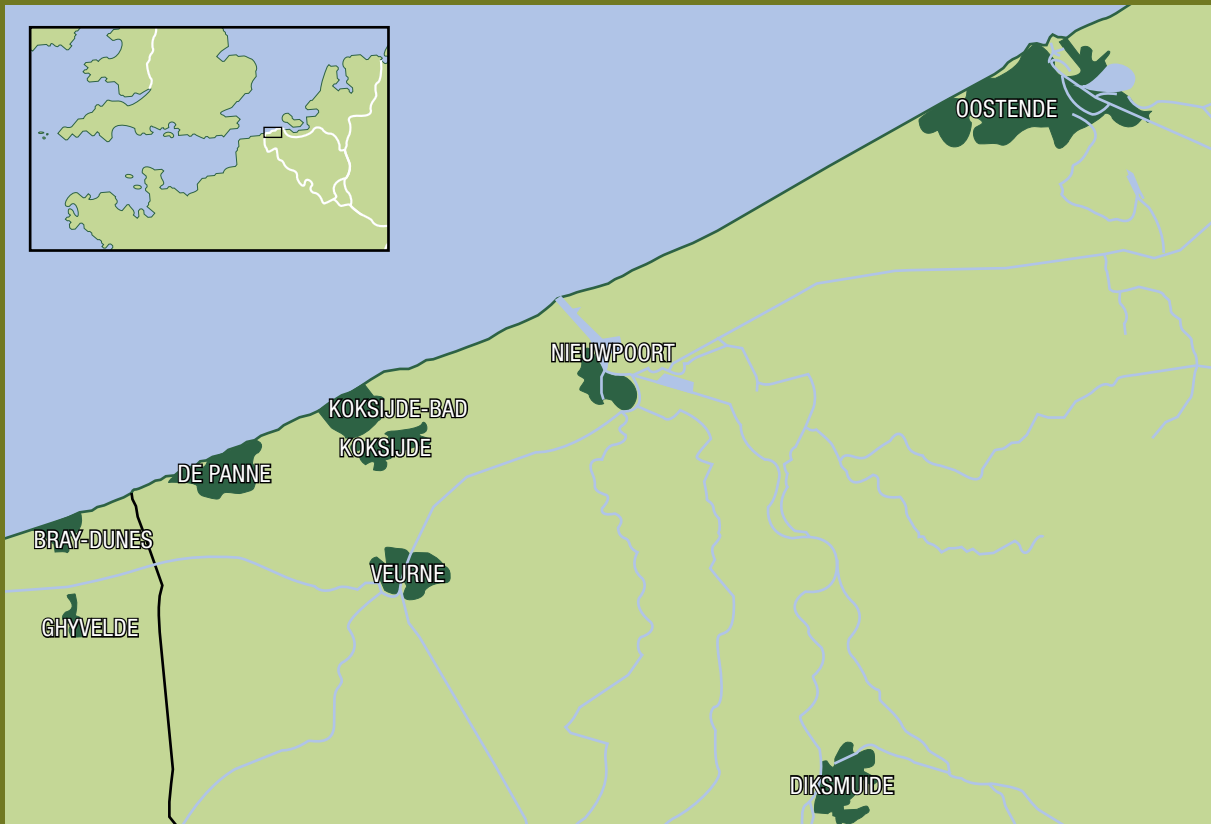 OOSTENDE
NIEUWPOORT
KOKSIJDE-BAD
KOKSIJDE
DE PANNE
BRAY-DUNES
VEURNE
GHYVELDE
DIKSMUIDE